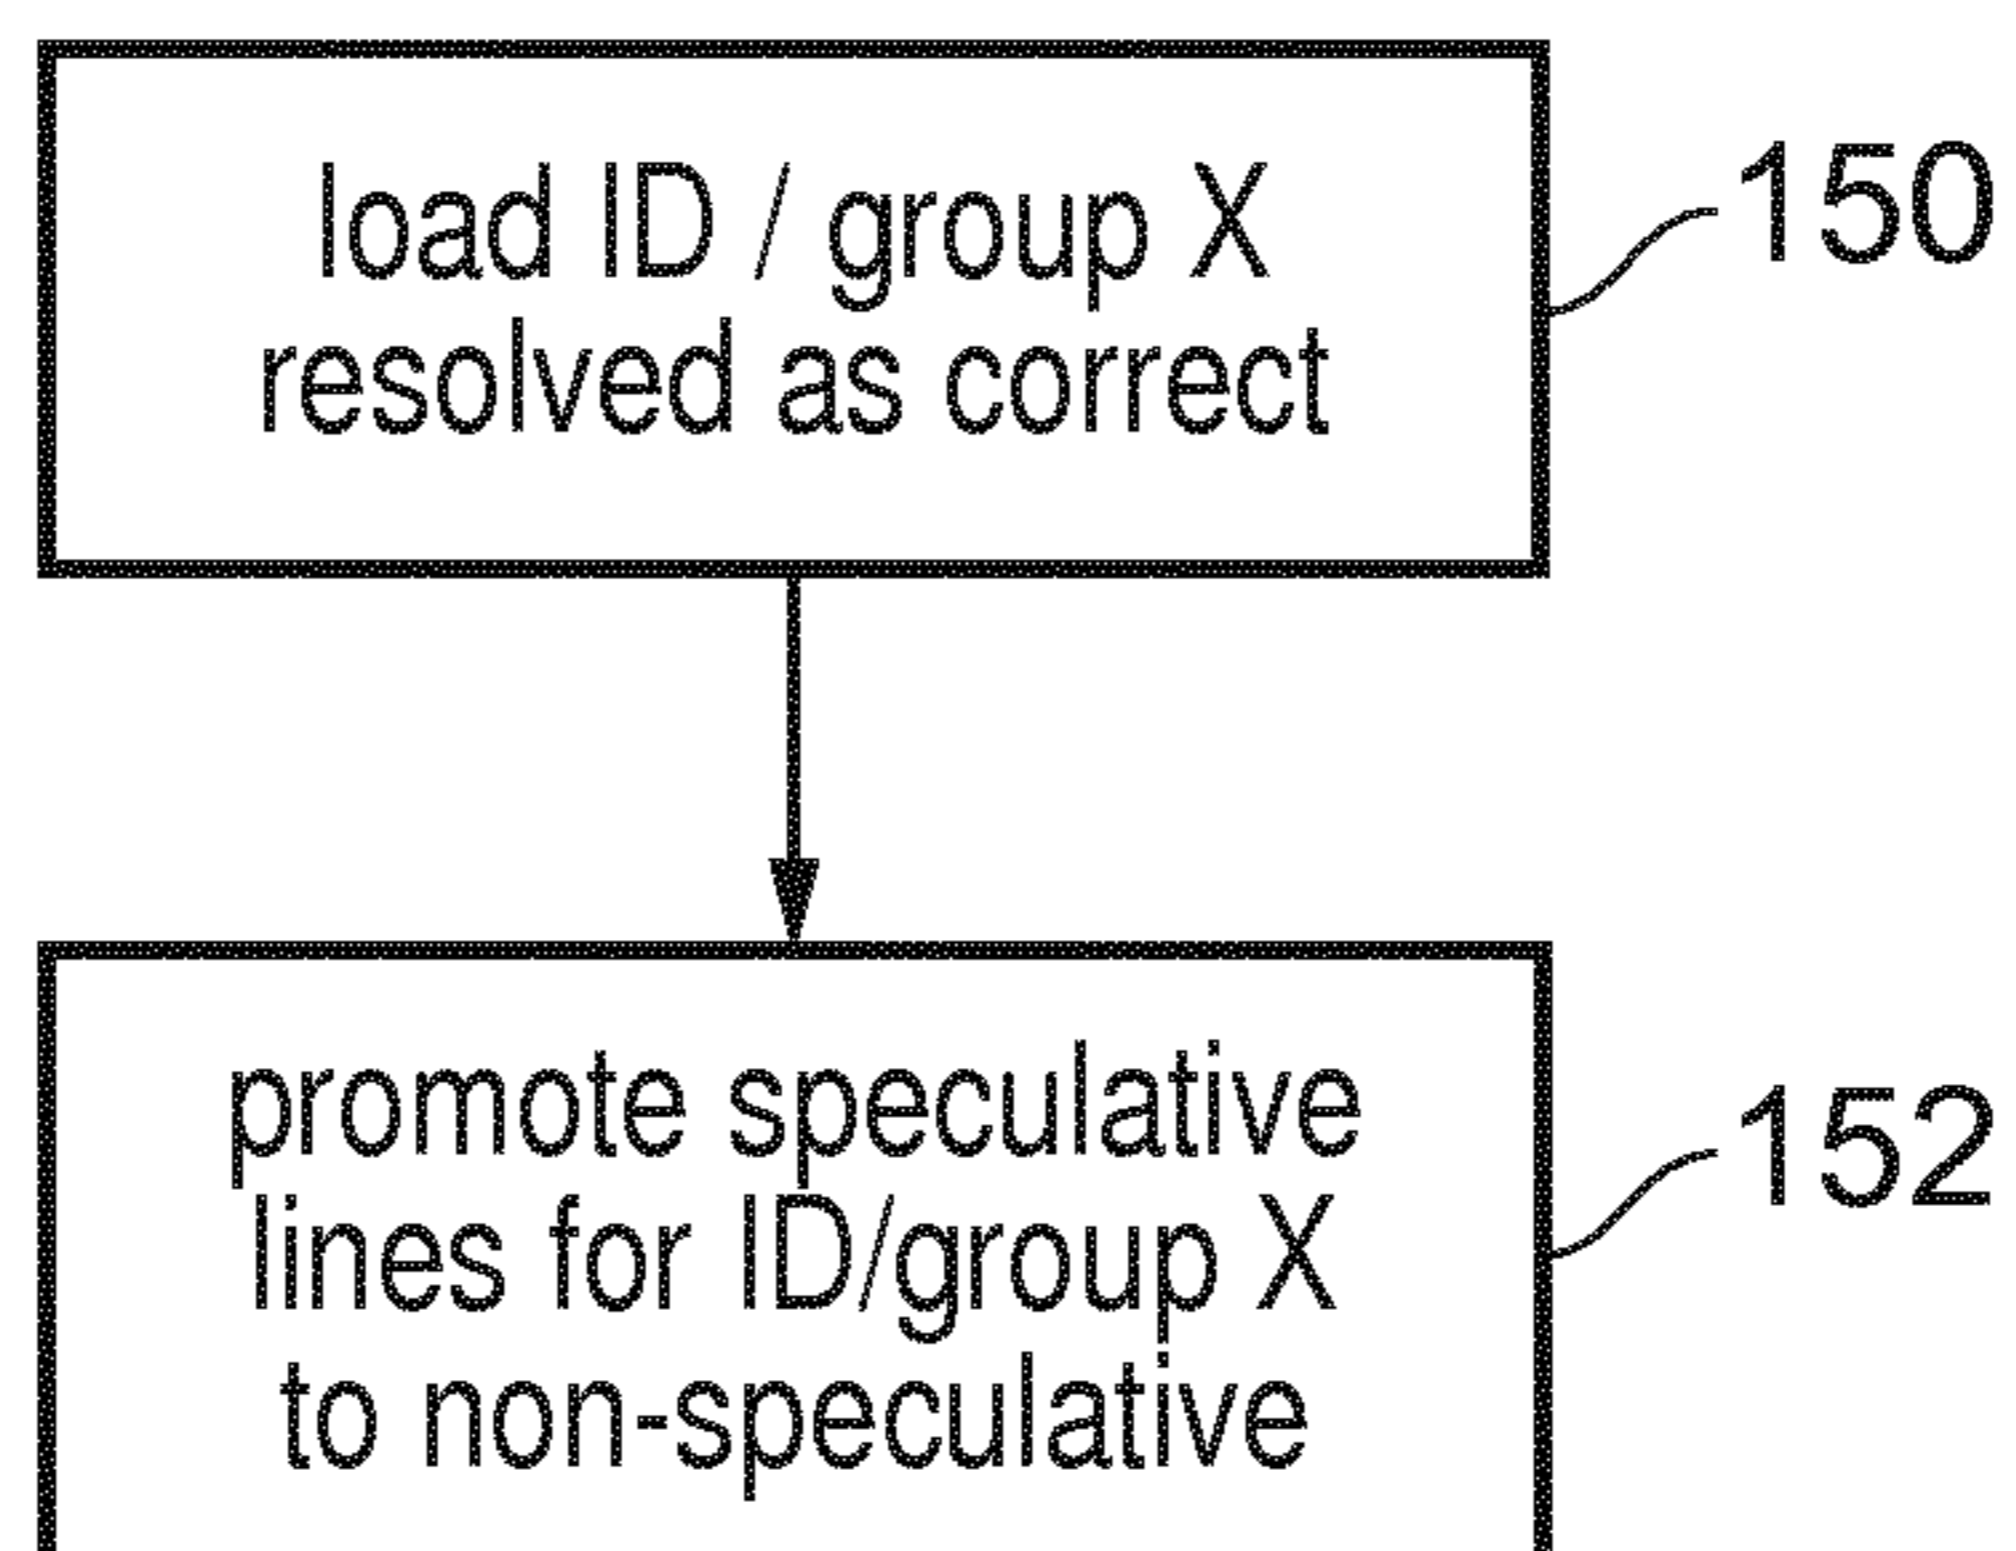 load ID / group X
resolved as correct
150
promote speculative
lines for ID/group X
to non-speculative
152